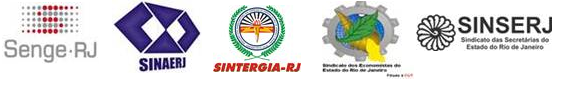 Senge-RJ
SINAERJ
SINTERGIA-RJ
Sindicato dos Economistas do
Estado do Rio de Janeiro
SINSERJ
Sindicato das Secretárias do
Estado do Rio de Janeiro